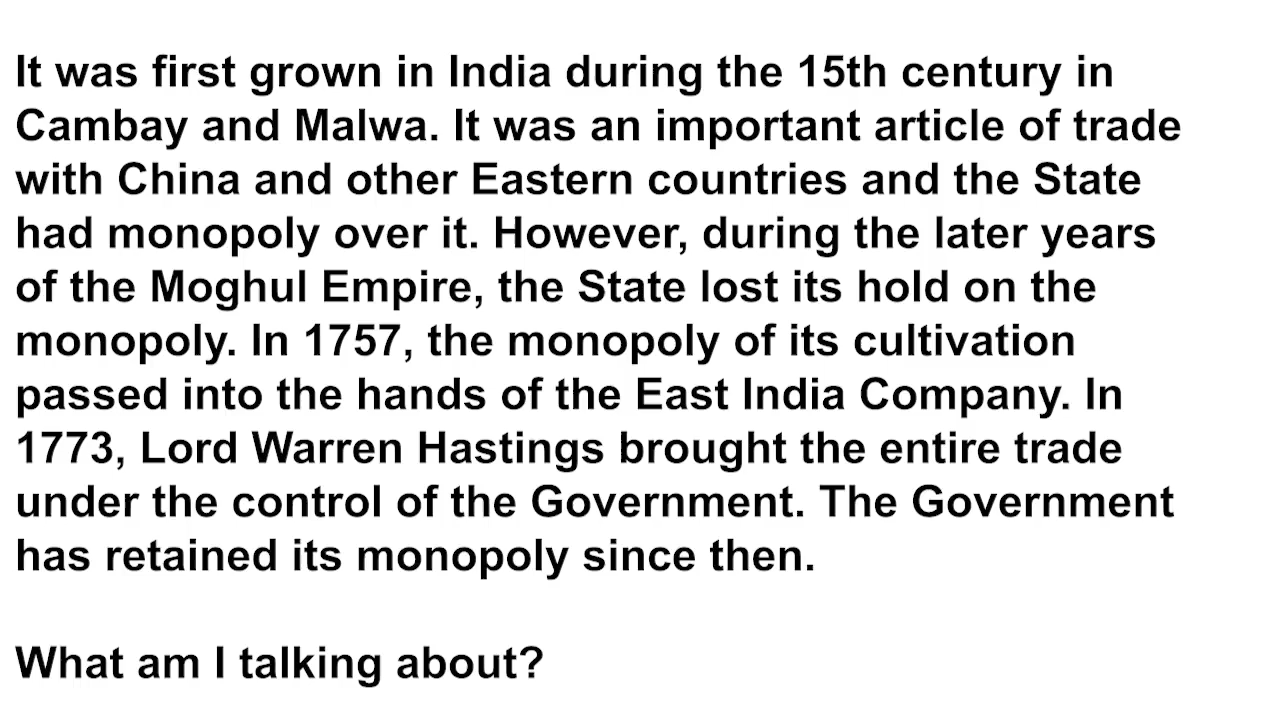 It was first grown in India during the 15th century in
Cambay and Malwa. It was an important article of trade
with China and other Eastern countries and the State
had monopoly over it. However, during the later years
of the Moghul Empire, the State lost its hold on the
monopoly. In 1757, the monopoly of its cultivation
passed into the hands of the East India Company. In
1773, Lord Warren Hastings brought the entire trade
under the control of the Government. The Government
has retained its monopoly since then.
What am I talking about?